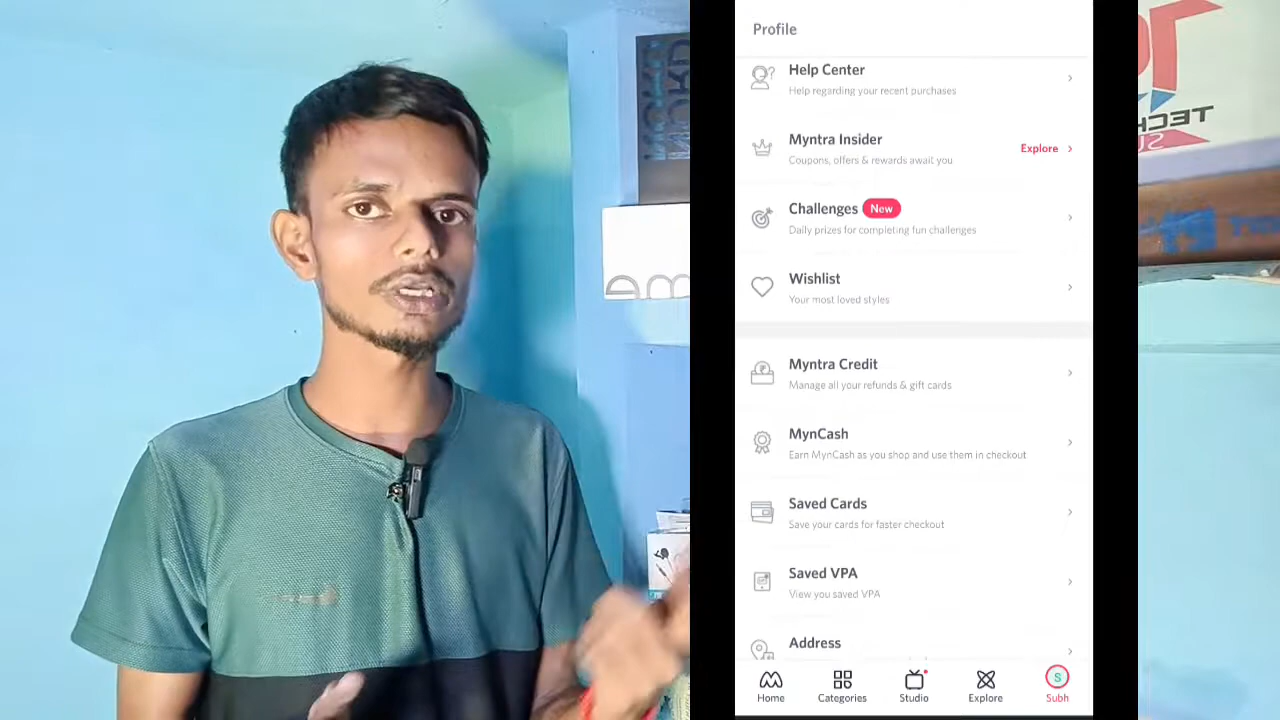 Profile
Help Center
Help regarding your recent purchases
Myntra Insider
Coupons, offers & rewards await you
Explore
Challenges New
Daily prizes for completing fun challenges
Wishlist
Your most loved styles
Myntra Credit
Manage all your refunds & gift cards
MynCash
Earn MynCash as you shop and use them in checkout
Saved Cards
Save your cards for faster checkout
Saved VPA
View you saved VPA
Address
Home
Categories
Studio
Explore
S
Subh
TECH